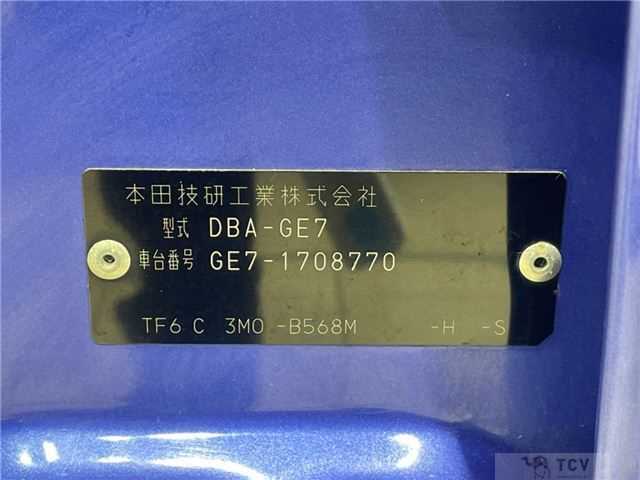 本田技研工業株式会社
型式 DBA-GE7
車台番号 GE7-1708770
TF6 C 3M0 -B568M -H -S
TCV